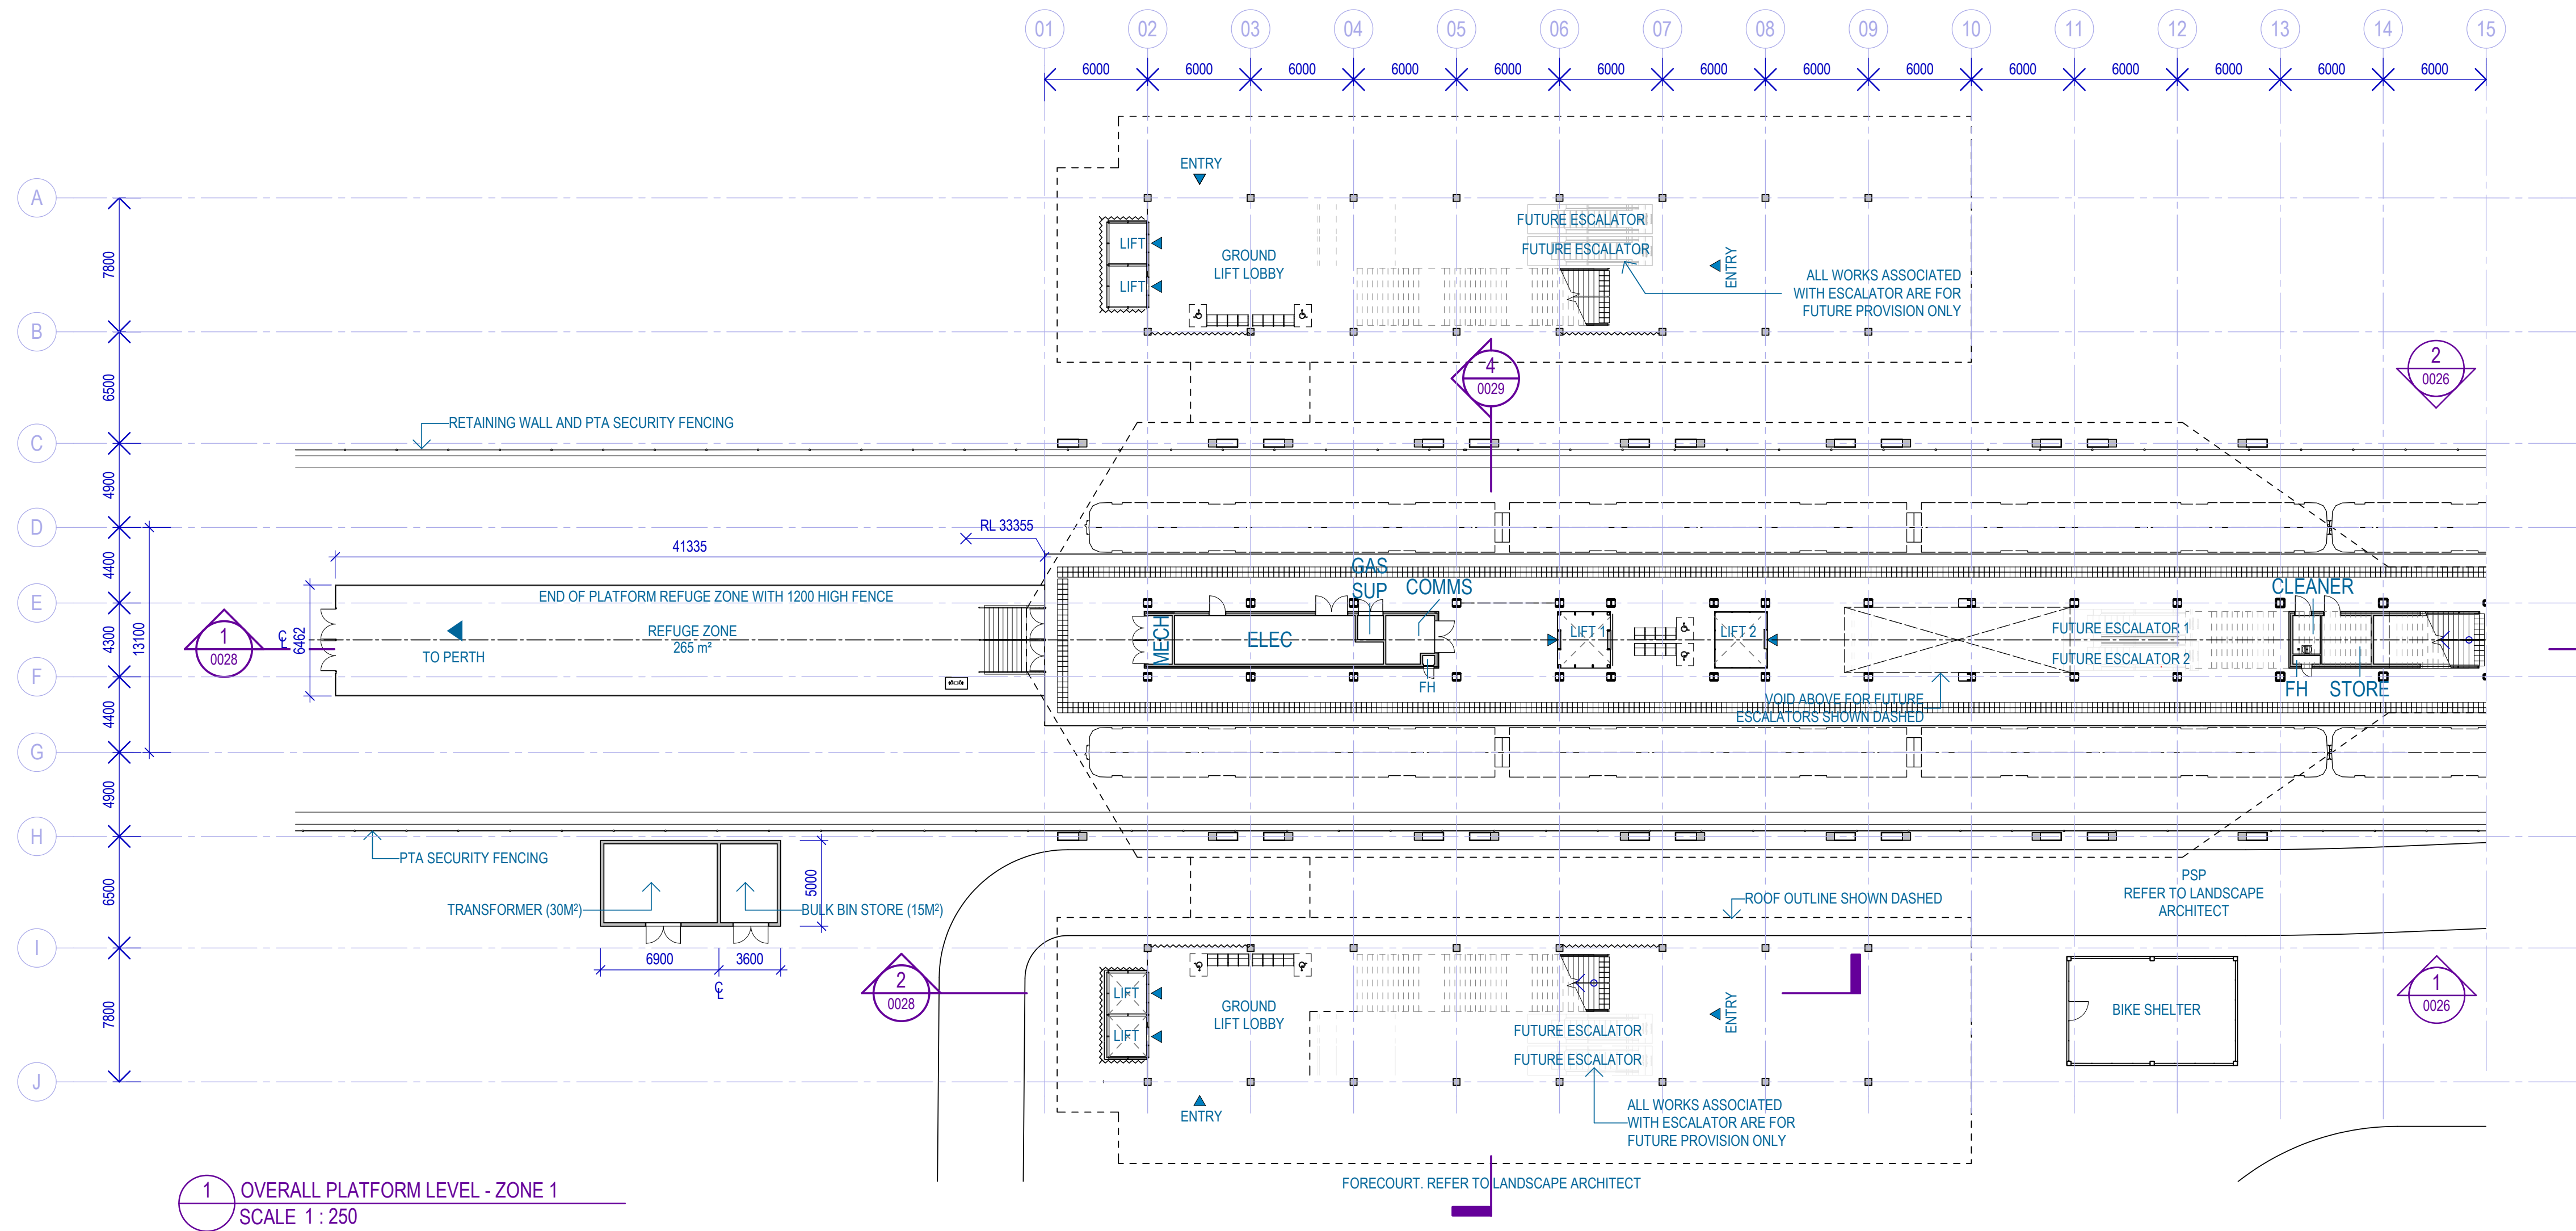 01 02 03 04 05 06 07 08 09 10 11 12 13 14 15
6000 6000 6000 6000 6000 6000 6000 6000 6000 6000 6000 6000 6000 6000
ENTRY
A
7800
LIFT
LIFT
GROUND
LIFT LOBBY
FUTURE ESCALATOR
FUTURE ESCALATOR
ENTRY
ALL WORKS ASSOCIATED
WITH ESCALATOR ARE FOR
FUTURE PROVISION ONLY
B
6500
4
0029
2
0026
RETAINING WALL AND PTA SECURITY FENCING
C
4900
D
RL 33355
41335
4400
13100
E
END OF PLATFORM REFUGE ZONE WITH 1200 HIGH FENCE
GAS
SUP
COMMS
CLEANER
4300
1
0028
℄
6462
TO PERTH
REFUGE ZONE
265 m²
MECH
ELEC
LIFT 1
LIFT 2
FUTURE ESCALATOR 1
FUTURE ESCALATOR 2
F
FH
FH
STORE
4400
VOID ABOVE FOR FUTURE
ESCALATORS SHOWN DASHED
G
4900
H
PTA SECURITY FENCING
6500
5000
TRANSFORMER (30M²)
BULK BIN STORE (15M²)
ROOF OUTLINE SHOWN DASHED
PSP
REFER TO LANDSCAPE
ARCHITECT
I
6900
3600
℄
2
0028
7800
LIFT
LIFT
GROUND
LIFT LOBBY
FUTURE ESCALATOR
FUTURE ESCALATOR
ENTRY
BIKE SHELTER
1
0026
J
ENTRY
ALL WORKS ASSOCIATED
WITH ESCALATOR ARE FOR
FUTURE PROVISION ONLY
FORECOURT. REFER TO LANDSCAPE ARCHITECT
1
OVERALL PLATFORM LEVEL - ZONE 1
SCALE 1 : 250